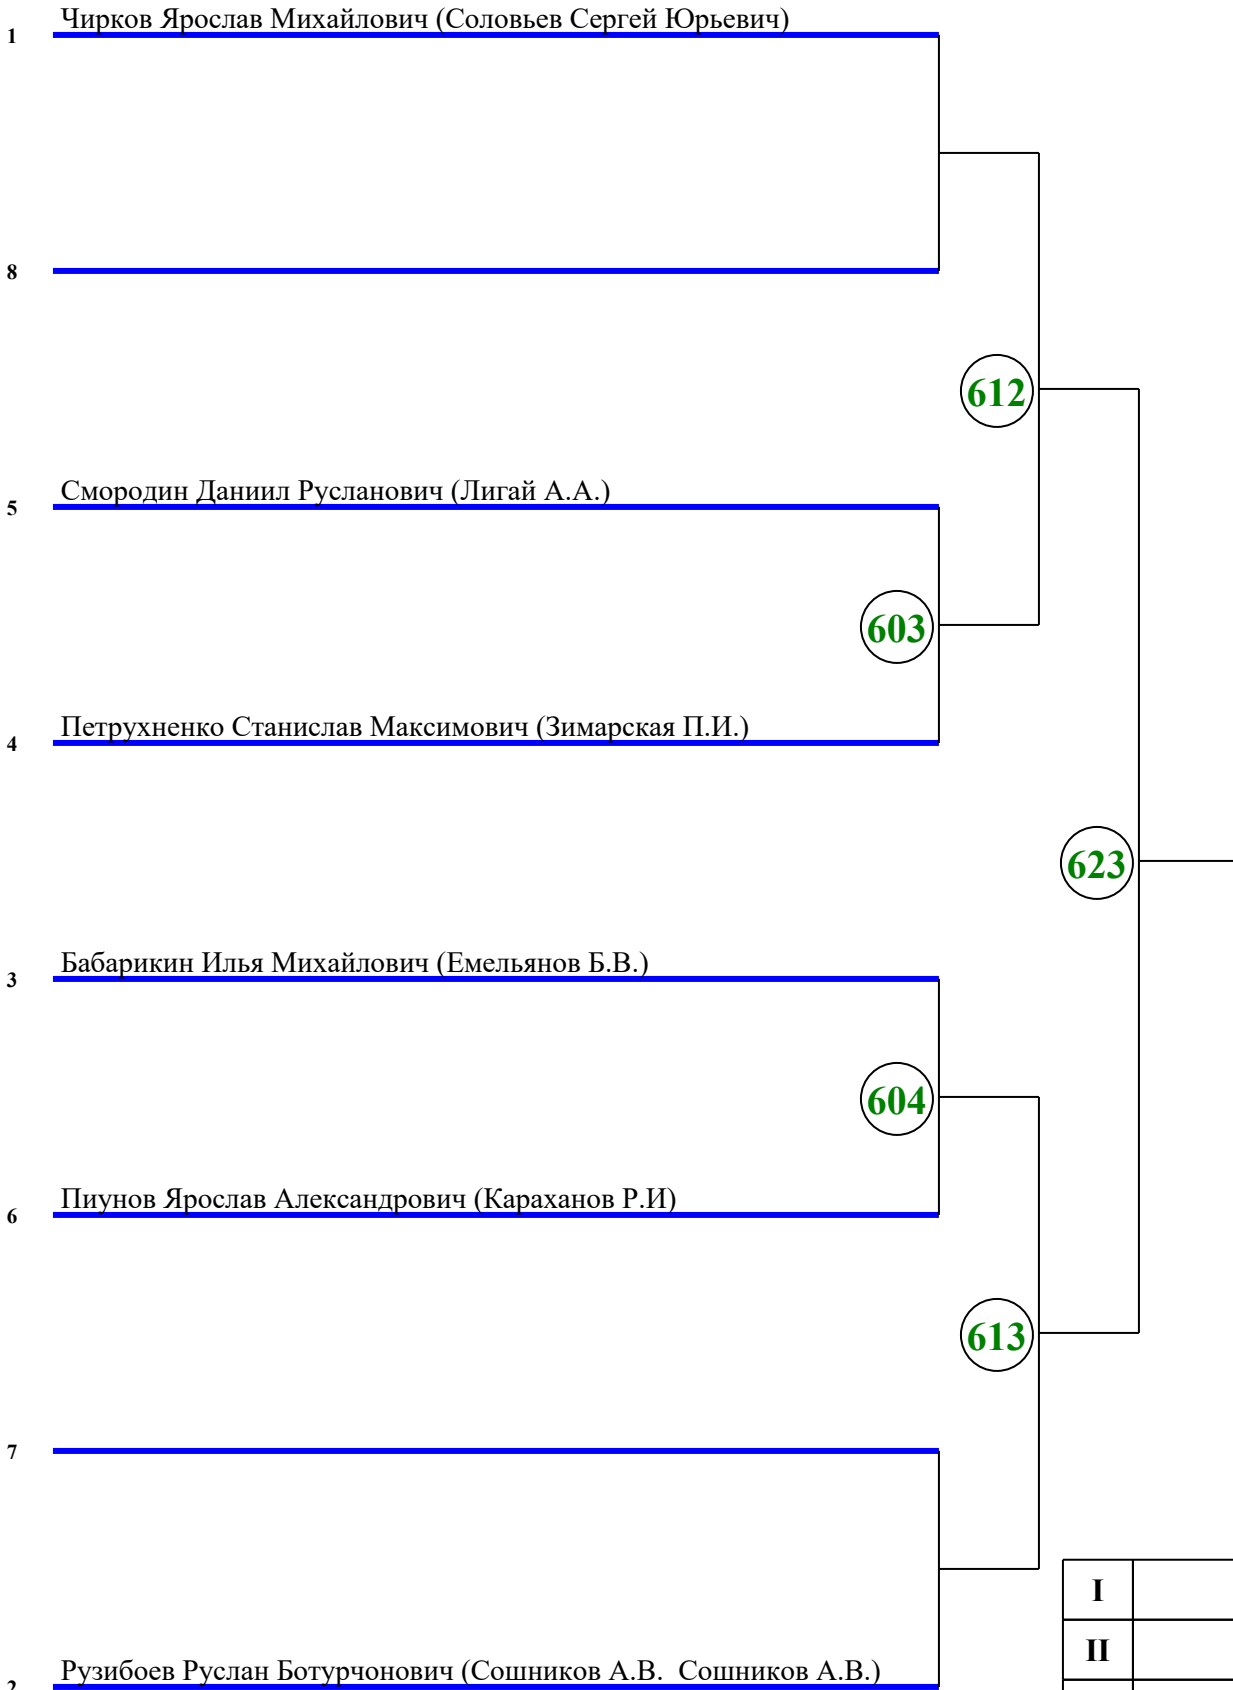 Чирков Ярослав Михайлович (Соловьев Сергей Юрьевич)
1
8
612
Смородин Даниил Русланович (Лигай А.А.)
5
603
Петрухненко Станислав Максимович (Зимарская П.И.)
4
623
Бабарикин Илья Михайлович (Емельянов Б.В.)
3
604
Пиунов Ярослав Александрович (Караханов Р.И)
6
613
7
I
II
Рузибоев Руслан Ботурчонович (Сошников А.В. Сошников А.В.)
2